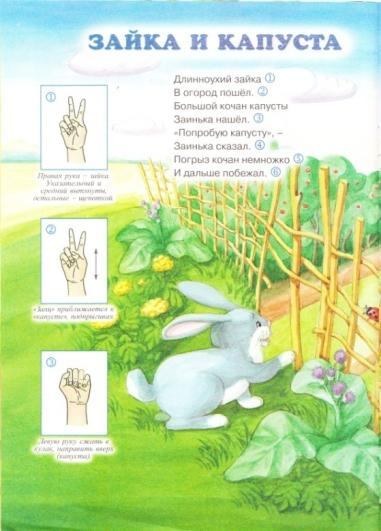 ЗАЙКА И КАПУСТА
Длинноухий зайка ①
В огород пошёл. ②
Большой кочан капусты
Заинька нашёл. ③
«Попробую капусту», –
Заинька сказал. ④
Погрыз кочан немножко ⑤
И дальше побежал. ⑥
①
Правая рука – зайка.
Указательный и
средний вытянуты,
остальные – щепоткой.
②
«Заяц» приближается к
«капусте», подпрыгивая
③
Левую руку сжать в
кулак, направить вверх
(капуста)